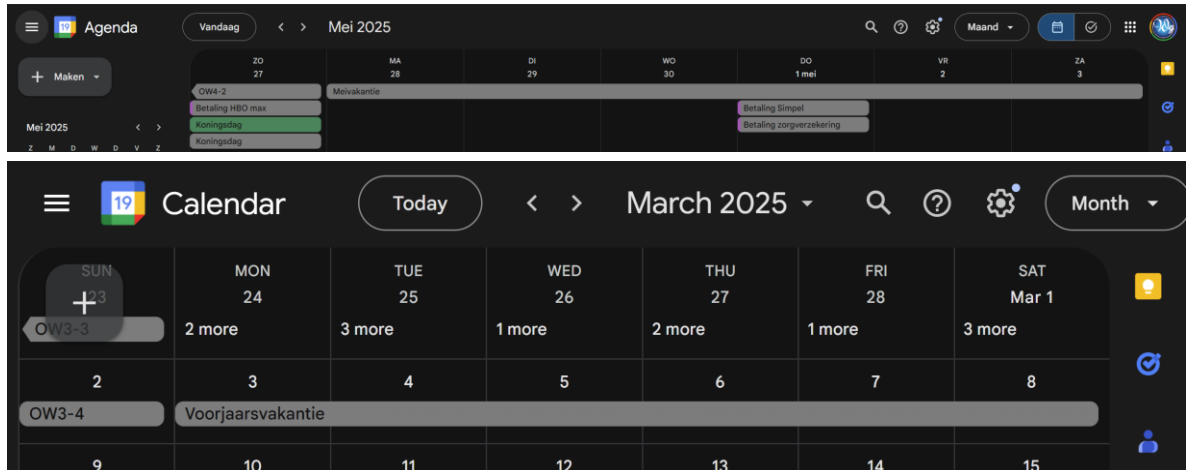 19 Agenda Vandaag < > Mei 2025 Maand
ZO MA DI WO DO VR ZA
+ Maken 27 28 29 30 1 mei 2 3
OW4-2 Meivakantie
Betaling HBO max Betaling Simpel
Mei 2025 < > Koningsdag Betaling zorgverzekering
Z M D W D V Z Koningsdag
19 Calendar Today < > March 2025 Month
SUN MON TUE WED THU FRI SAT
+ 23 24 25 26 27 28 Mar 1
OW3-3 2 more 3 more 1 more 2 more 1 more 3 more
2 3 4 5 6 7 8
OW3-4 Voorjaarsvakantie
9 10 11 12 13 14 15